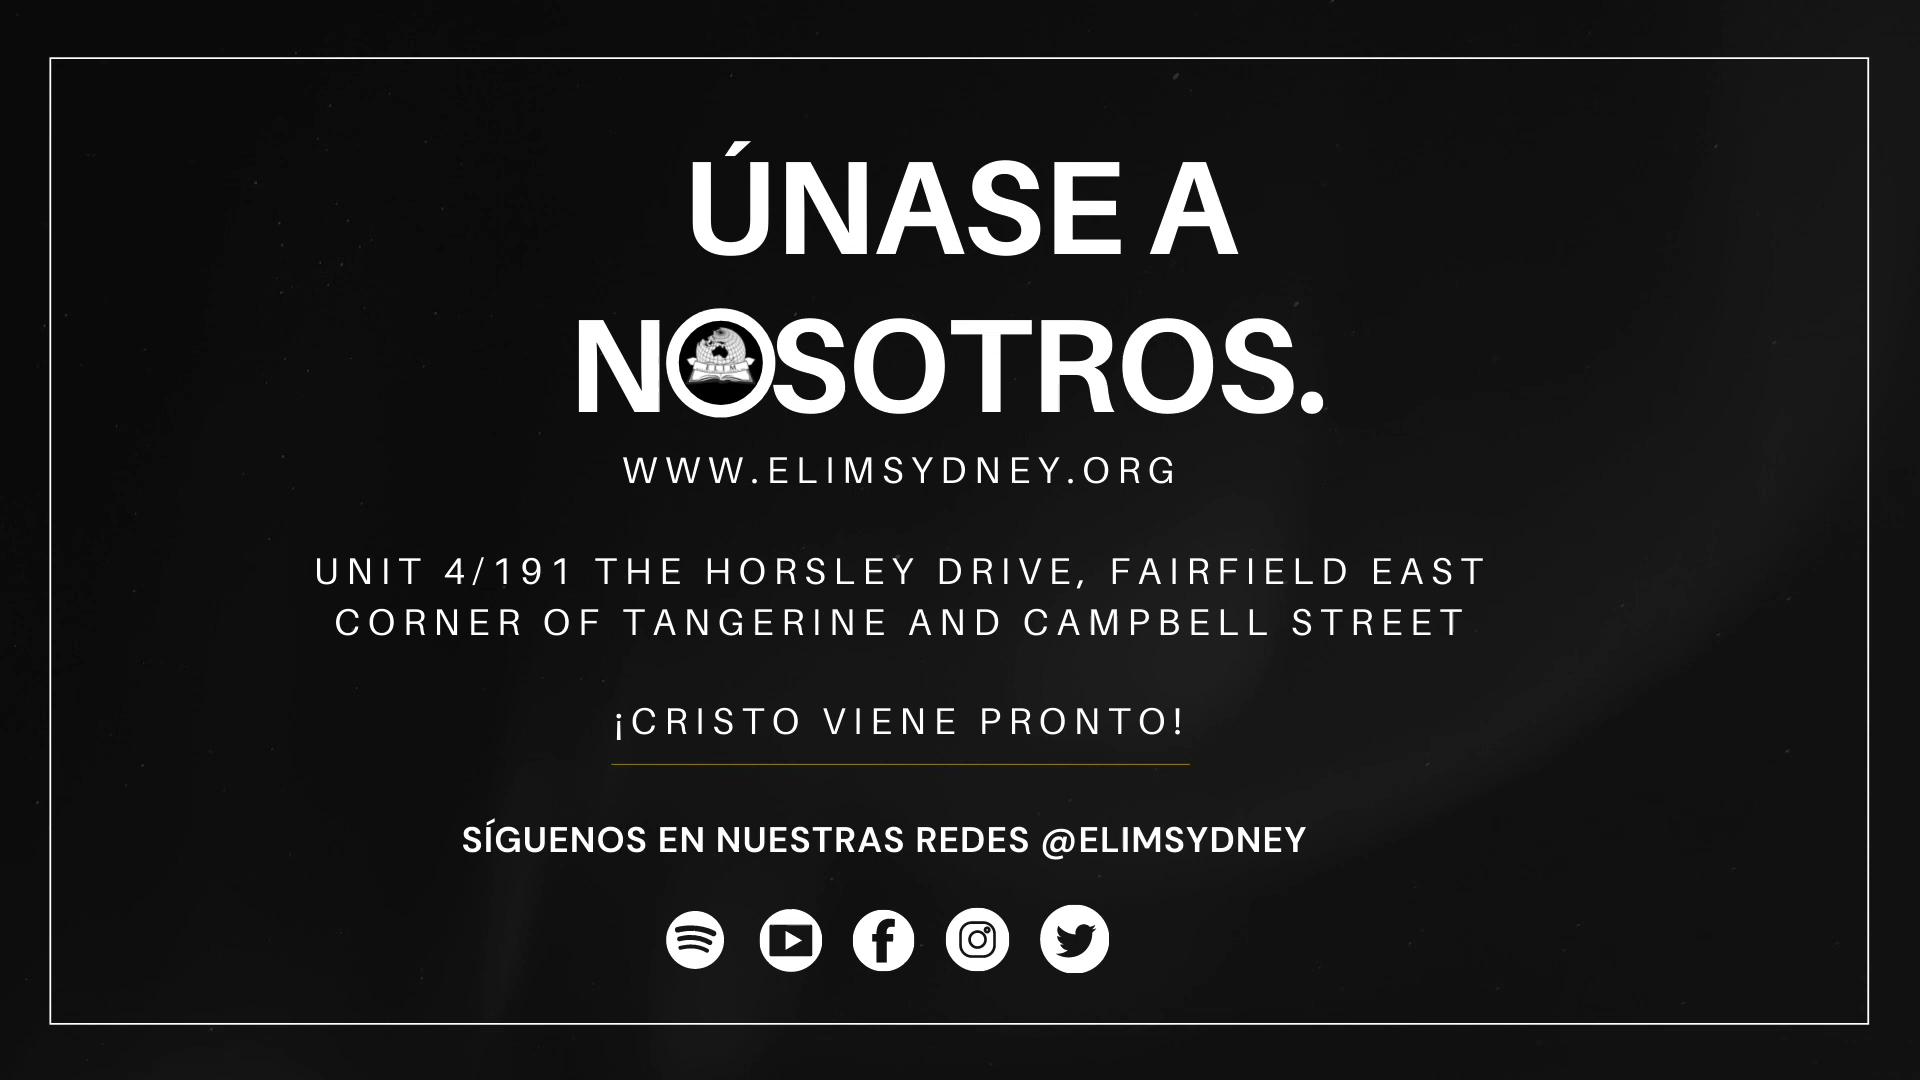 ÚNASE A
NOSOTROS.
ELIM
WWW.ELIMSYDNEY.ORG
UNIT 4/191 THE HORSLEY DRIVE, FAIRFIELD EAST
CORNER OF TANGERINE AND CAMPBELL STREET
¡CRISTO VIENE PRONTO!
SÍGUENOS EN NUESTRAS REDES @ELIMSYDNEY